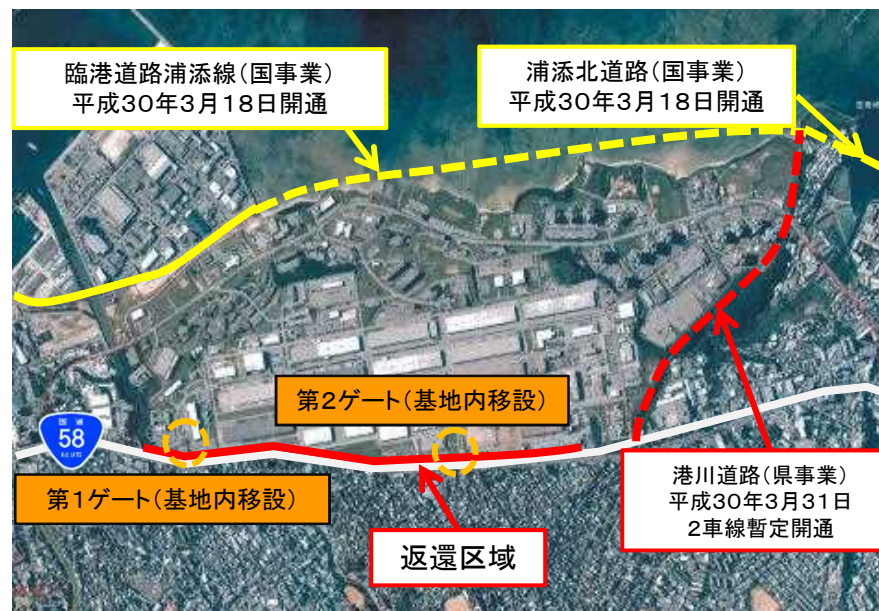 臨港道路浦添線(国事業)
平成30年3月18日開通
浦添北道路(国事業)
平成30年3月18日開通
第2ゲート(基地内移設)
国道
58
第1ゲート(基地内移設)
返還区域
港川道路(県事業)
平成30年3月31日
2車線暫定開通